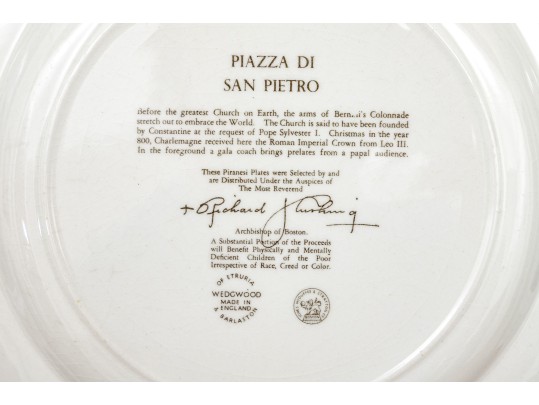 PIAZZA DI
SAN PIETRO
Before the greatest Church on Earth, the arms of Bernini's Colonnade
stretch out to embrace the World. The Church is said to have been founded
by Constantine at the request of Pope Sylvester I. Christmas in the year
800, Charlemagne received here the Roman Imperial Crown from Leo III.
In the foreground a gala coach brings prelates from a papal audience.
These Piranesi Plates were Selected by and
are Distributed Under the Auspices of
The Most Reverend
+ Richard J Cushing
Archbishop of Boston.
A Substantial Portion of the Proceeds
will Benefit Physically and Mentally
Deficient Children of the Poor
Irrespective of Race, Creed or Color.
OF ETRURIA
WEDGWOOD
MADE IN
ENGLAND
& BARLASTON